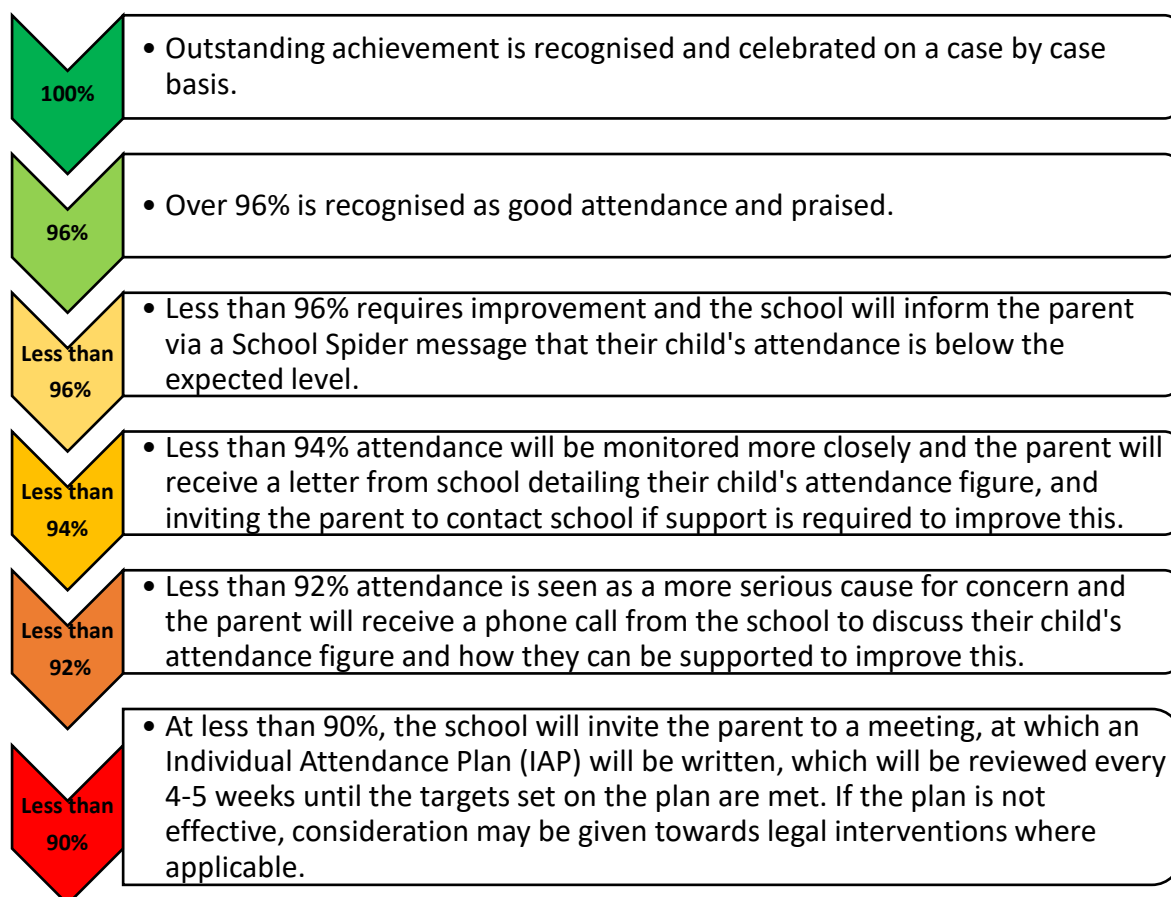 100%
• Outstanding achievement is recognised and celebrated on a case by case
basis.
96%
• Over 96% is recognised as good attendance and praised.
Less than
96%
• Less than 96% requires improvement and the school will inform the parent
via a School Spider message that their child's attendance is below the
expected level.
Less than
94%
• Less than 94% attendance will be monitored more closely and the parent will
receive a letter from school detailing their child's attendance figure, and
inviting the parent to contact school if support is required to improve this.
Less than
92%
• Less than 92% attendance is seen as a more serious cause for concern and
the parent will receive a phone call from the school to discuss their child's
attendance figure and how they can be supported to improve this.
Less than
90%
• At less than 90%, the school will invite the parent to a meeting, at which an
Individual Attendance Plan (IAP) will be written, which will be reviewed every
4-5 weeks until the targets set on the plan are met. If the plan is not
effective, consideration may be given towards legal interventions where
applicable.